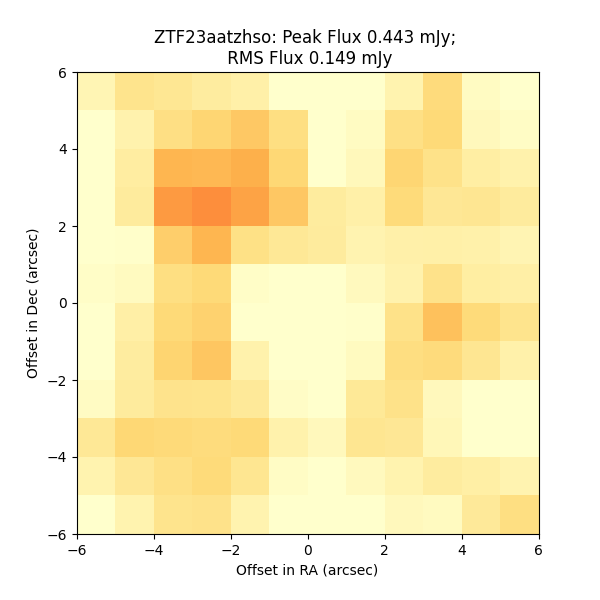 ZTF23aatzhso: Peak Flux 0.443 mJy;
RMS Flux 0.149 mJy
6
4
2
0
−2
−4
−6
Offset in Dec (arcsec)
−6 −4 −2 0 2 4 6
Offset in RA (arcsec)